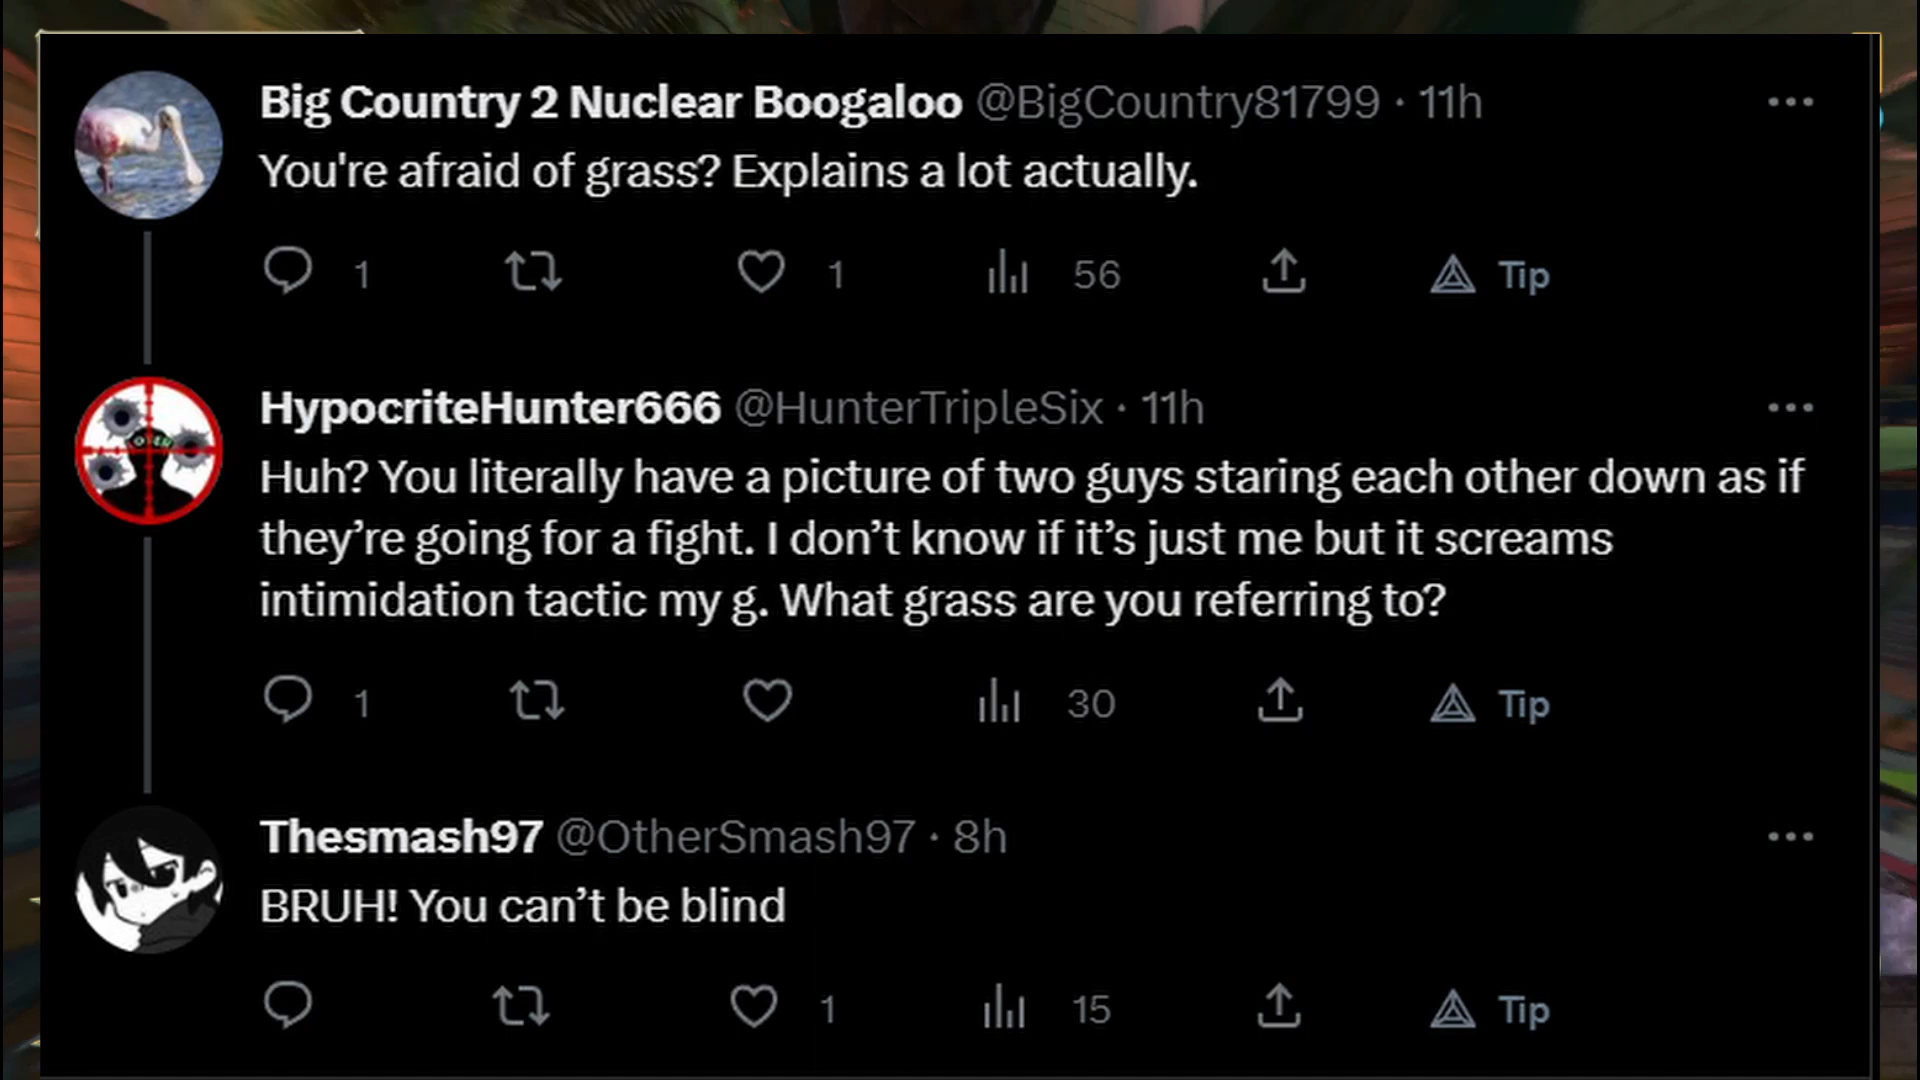 Big Country 2 Nuclear Boogaloo @BigCountry81799 · 11h
You're afraid of grass? Explains a lot actually.
1 1 56 Tip
HypocriteHunter666 @HunterTripleSix · 11h
Huh? You literally have a picture of two guys staring each other down as if
they’re going for a fight. I don’t know if it’s just me but it screams
intimidation tactic my g. What grass are you referring to?
1 30 Tip
Thesmash97 @OtherSmash97 · 8h
BRUH! You can’t be blind
1 15 Tip